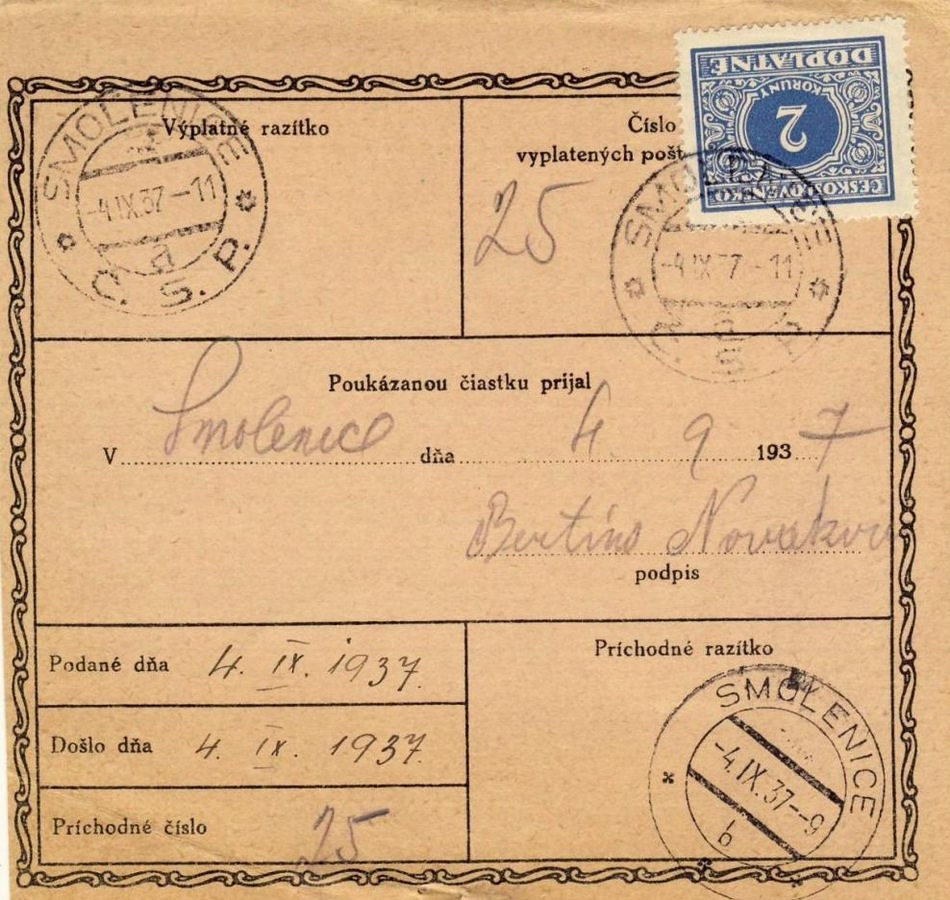 DOPLATNÉ
2
KORUNY
ČESKOSLOVENSKO
Výplatné razítko
SMOLENICE
-4.IX.37-11
a
Č. S. P.
Číslo
vyplatených pošt
25
SMOLENICE
-4.IX.37-11
Č. S. P.
Poukázanou čiastku prijal
V Smolenice dňa 4. 9 1937
podpis
Podané dňa 4. IX. 1937.
Došlo dňa 4. IX. 1937.
Príchodné číslo 25
Príchodné razítko
SMOLENICE
-4.IX.37--9
b